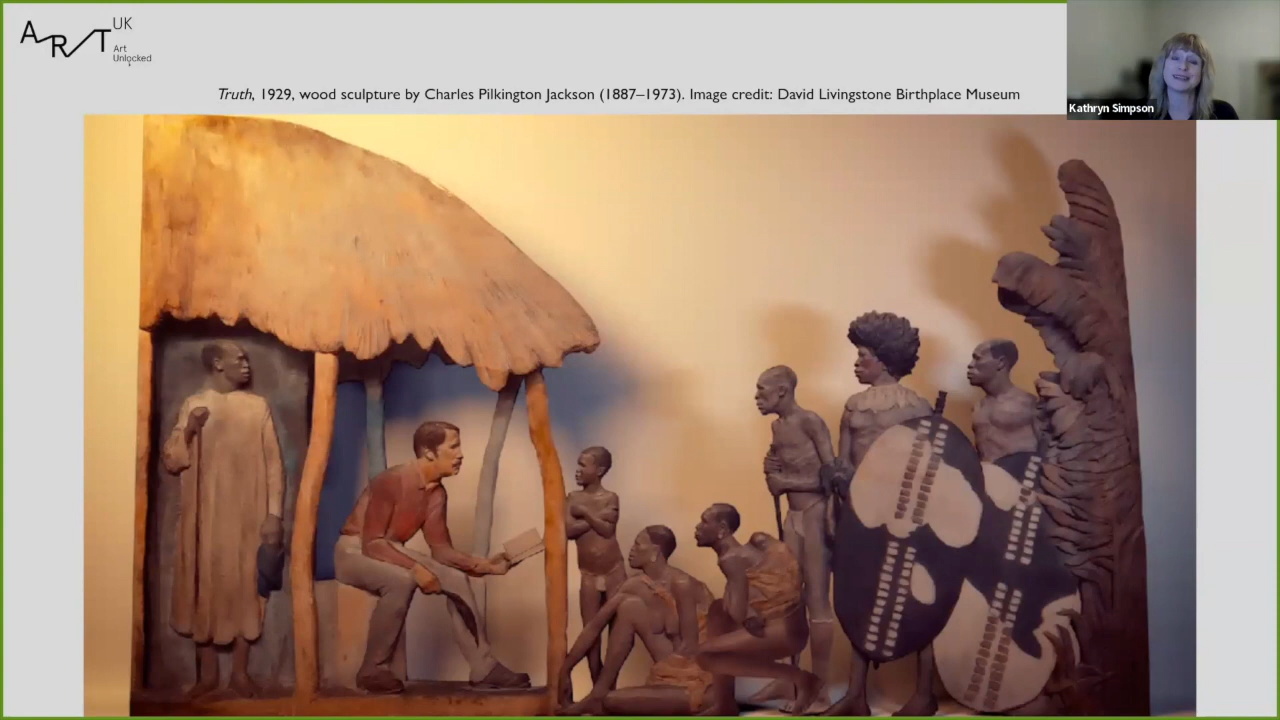 ART UK
Art
Unlocked
Truth, 1929, wood sculpture by Charles Pilkington Jackson (1887–1973). Image credit: David Livingstone Birthplace Museum
Kathryn Simpson